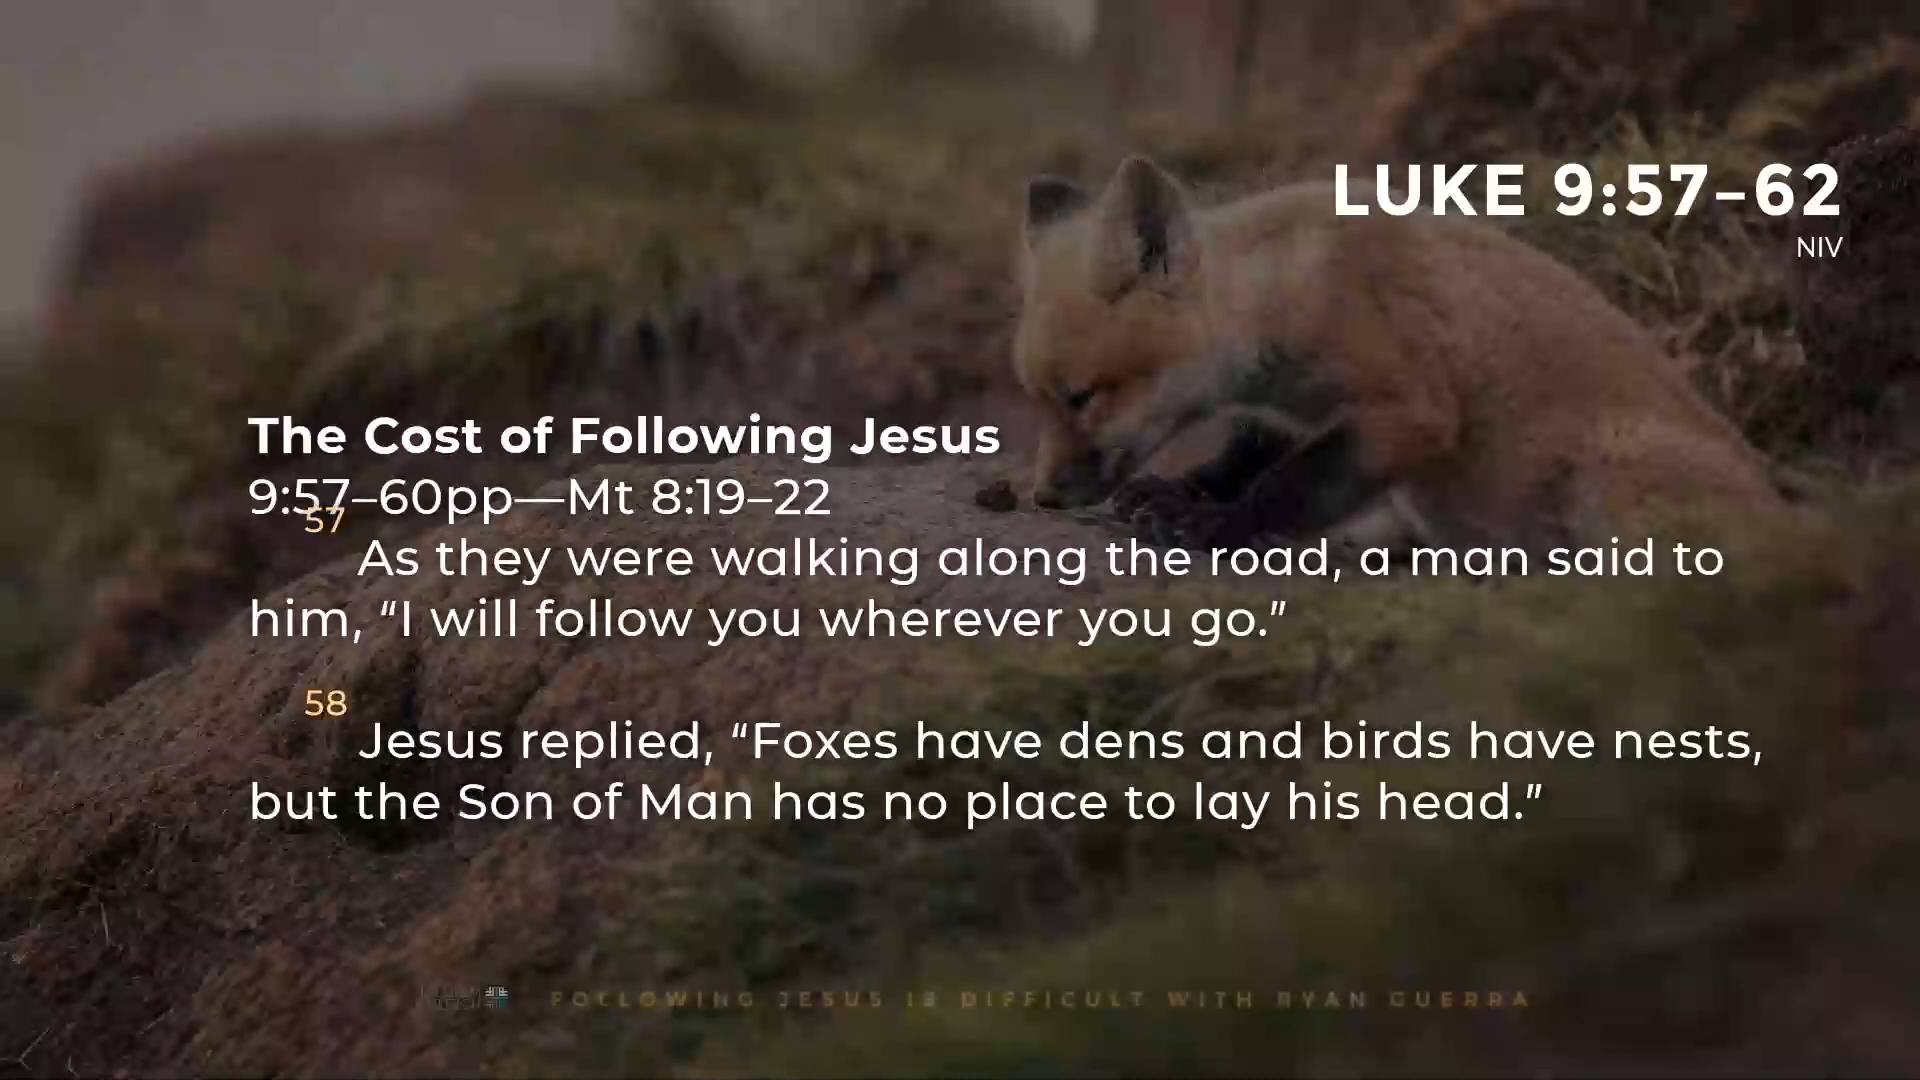 LUKE 9:57–62
NIV
The Cost of Following Jesus
9:57–60pp—Mt 8:19–22
57
As they were walking along the road, a man said to
him, “I will follow you wherever you go.”
58
Jesus replied, “Foxes have dens and birds have nests,
but the Son of Man has no place to lay his head.”
FOLLOWING JESUS IS DIFFICULT WITH RYAN GUERRA